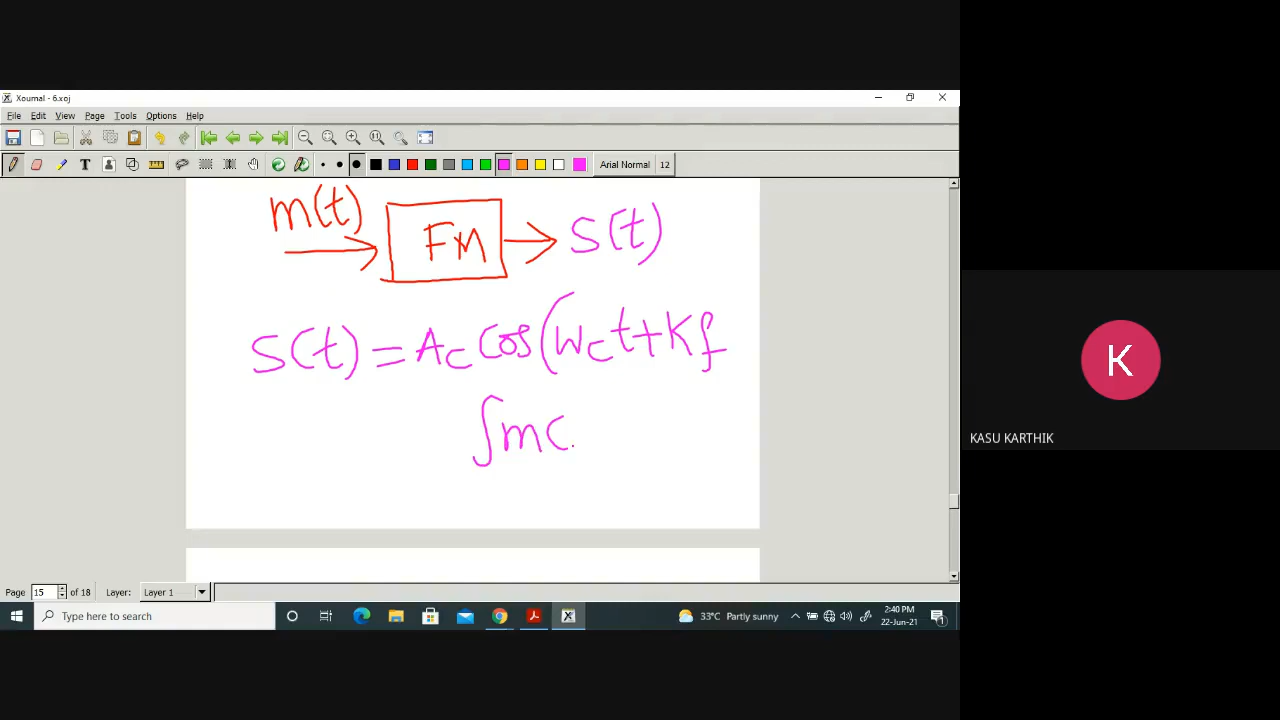 Xournal - 6.xoj
File Edit View Page Tools Options Help
Arial Normal 12
m(t) FM S(t)
S(t) = Ac Cos(Wct+Kf
∫m(
K
KASU KARTHIK
Page 15 of 18 Layer: Layer 1
Type here to search
33°C Partly sunny
2:40 PM
22-Jun-21
1